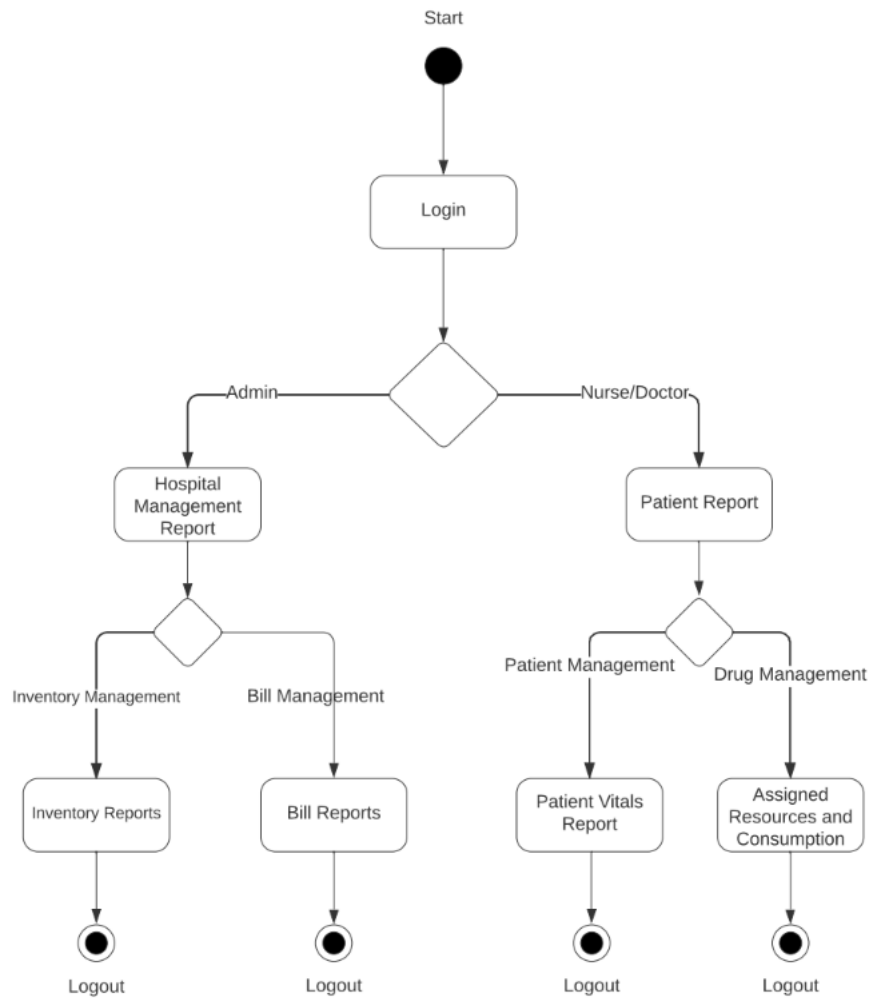 Start
Login
Admin
Nurse/Doctor
Hospital
Management
Report
Patient Report
Patient Management
Drug Management
Inventory Management
Bill Management
Inventory Reports
Bill Reports
Patient Vitals
Report
Assigned
Resources and
Consumption
Logout
Logout
Logout
Logout